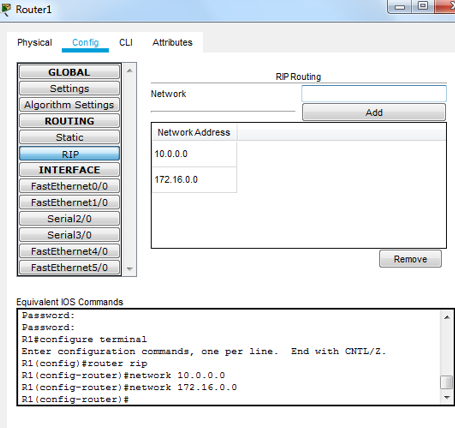 Router1
Physical Config CLI Attributes
GLOBAL
Settings
Algorithm Settings
ROUTING
Static
RIP
INTERFACE
FastEthernet0/0
FastEthernet1/0
Serial2/0
Serial3/0
FastEthernet4/0
FastEthernet5/0
RIP Routing
Network
Add
Network Address
10.0.0.0
172.16.0.0
Remove
Equivalent IOS Commands
Password:
Password:
R1#configure terminal
Enter configuration commands, one per line. End with CNTL/Z.
R1(config)#router rip
R1(config-router)#network 10.0.0.0
R1(config-router)#network 172.16.0.0
R1(config-router)#